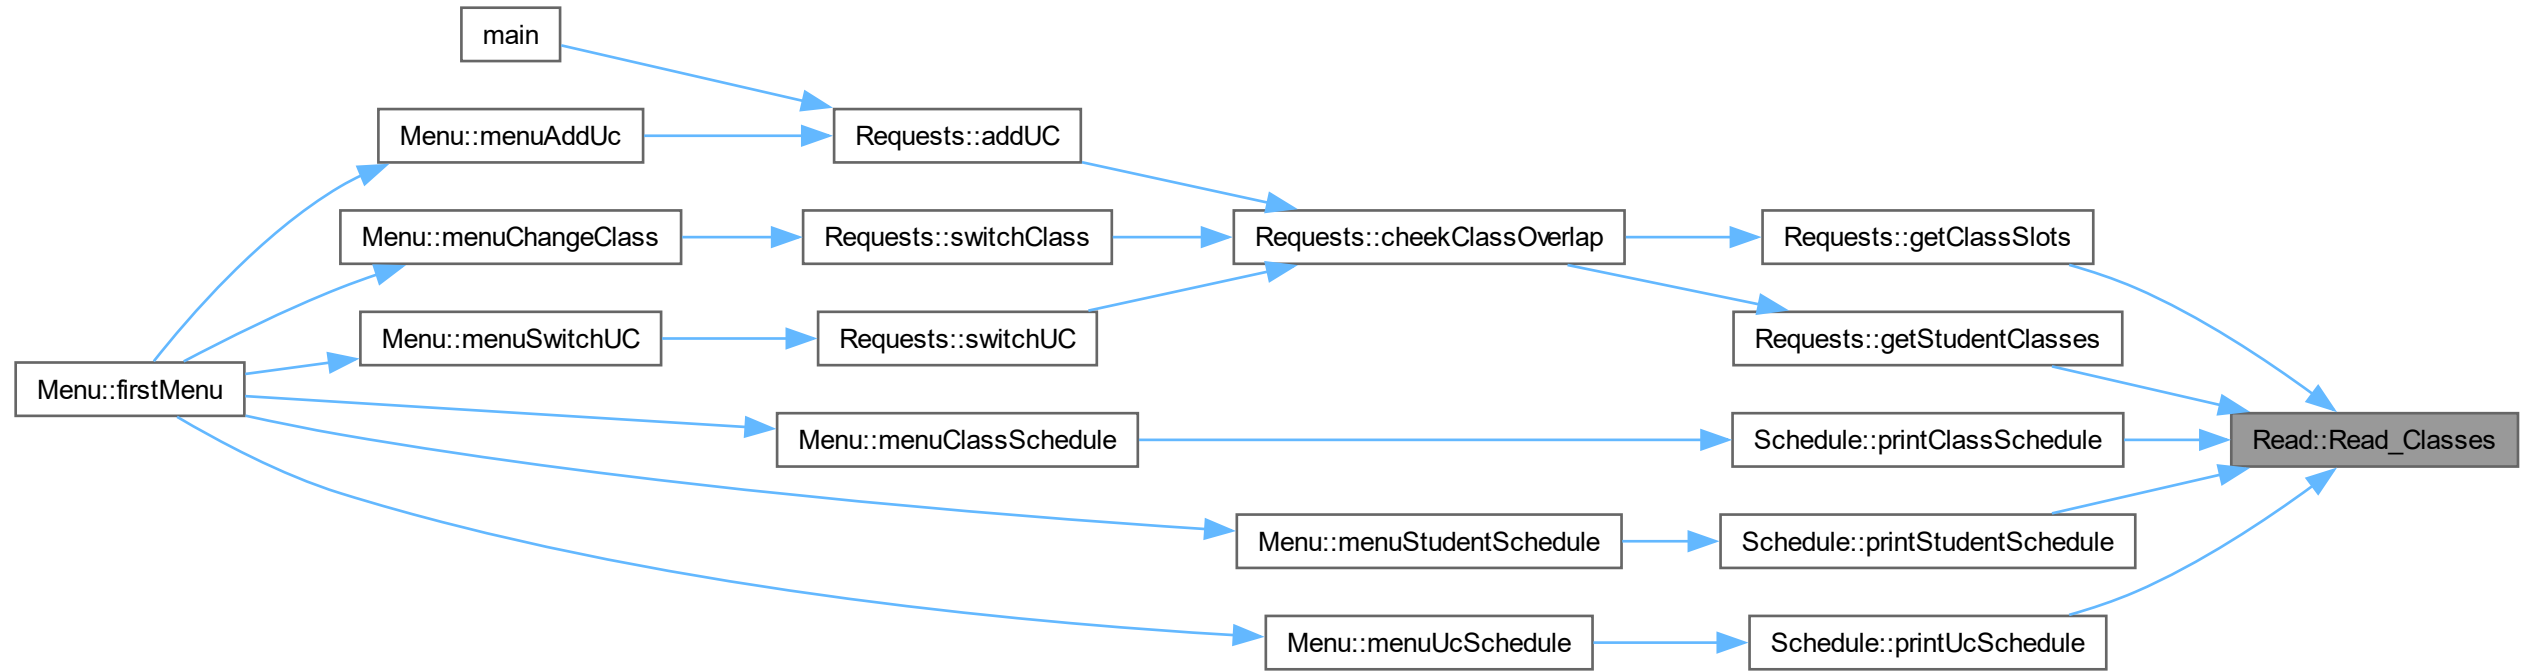 main
Menu::menuAddUc
Requests::addUC
Menu::menuChangeClass
Requests::switchClass
Requests::cheekClassOverlap
Requests::getClassSlots
Menu::menuSwitchUC
Requests::switchUC
Requests::getStudentClasses
Menu::firstMenu
Menu::menuClassSchedule
Schedule::printClassSchedule
Read::Read_Classes
Menu::menuStudentSchedule
Schedule::printStudentSchedule
Menu::menuUcSchedule
Schedule::printUcSchedule